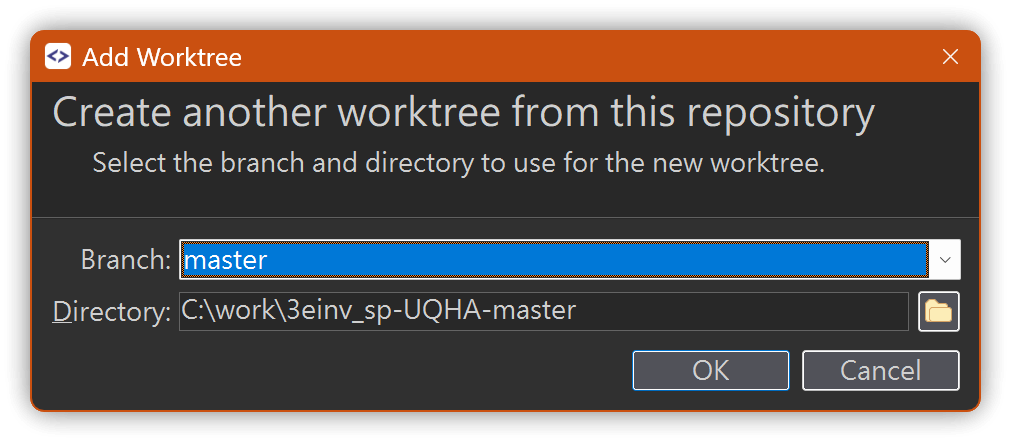 Add Worktree
Create another worktree from this repository
Select the branch and directory to use for the new worktree.
Branch: master
Directory: C:\work\3einv_sp-UQHA-master
OK Cancel